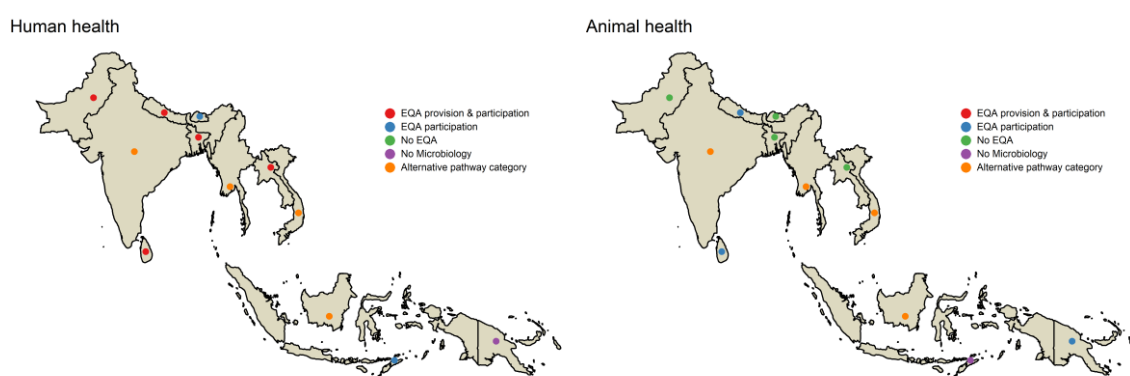 Human health
EQA provision & participation
EQA participation
No EQA
No Microbiology
Alternative pathway category
Animal health
EQA provision & participation
EQA participation
No EQA
No Microbiology
Alternative pathway category